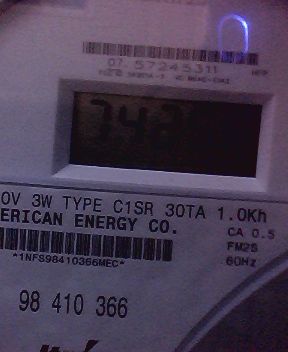 07 57245311
742
0V 3W TYPE C1SR 30TA 1.0Kh
ERICAN ENERGY CO.
CA 0.5
FM2S
60Hz
*1NFS98410366MEC*
98 410 366